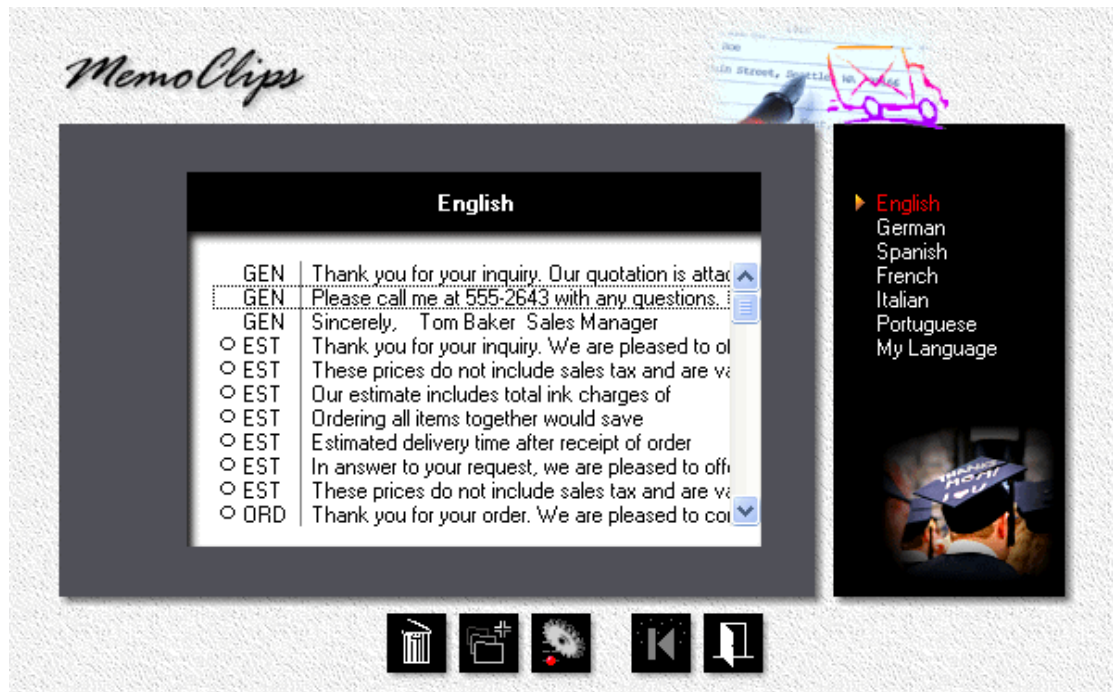 MemoClips
Street, Seattle, WA
English
GEN Thank you for your inquiry. Our quotation is attac
GEN Please call me at 555-2643 with any questions.
GEN Sincerely, Tom Baker Sales Manager
EST Thank you for your inquiry. We are pleased to of
EST These prices do not include sales tax and are va
EST Our estimate includes total ink charges of
EST Ordering all items together would save
EST Estimated delivery time after receipt of order
EST In answer to your request, we are pleased to offe
EST These prices do not include sales tax and are va
ORD Thank you for your order. We are pleased to con
English
German
Spanish
French
Italian
Portuguese
My Language
THANKS
MOM!
I U